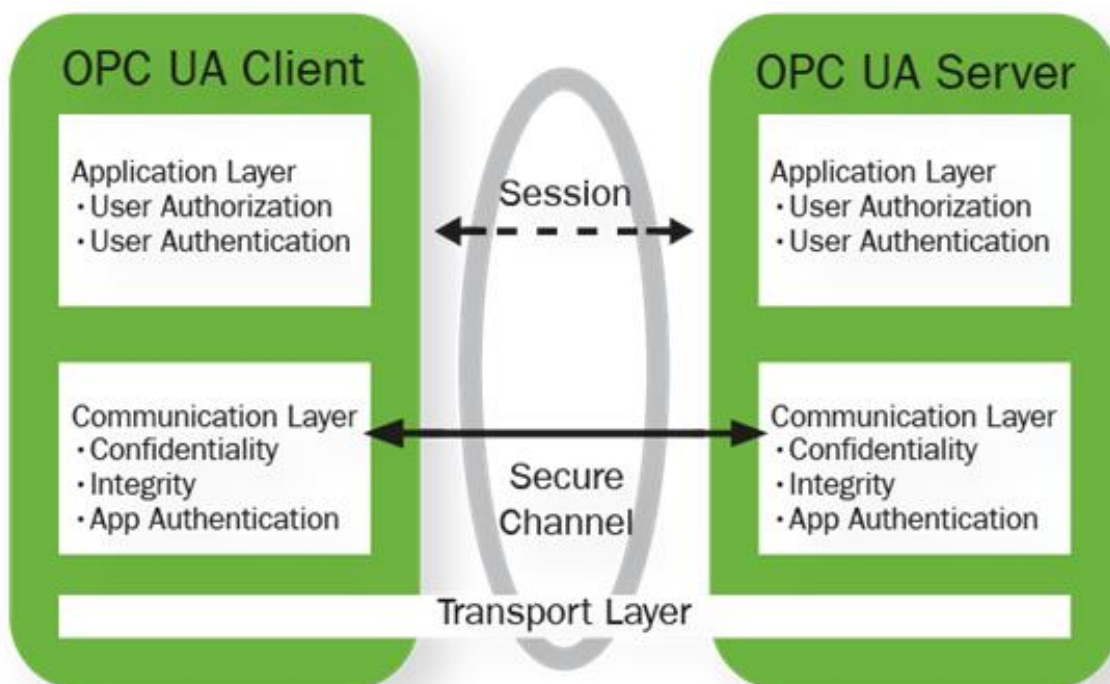 OPC UA Client
Application Layer
· User Authorization
· User Authentication
Communication Layer
· Confidentiality
· Integrity
· App Authentication
Session
Secure
Channel
OPC UA Server
Application Layer
· User Authorization
· User Authentication
Communication Layer
· Confidentiality
· Integrity
· App Authentication
Transport Layer